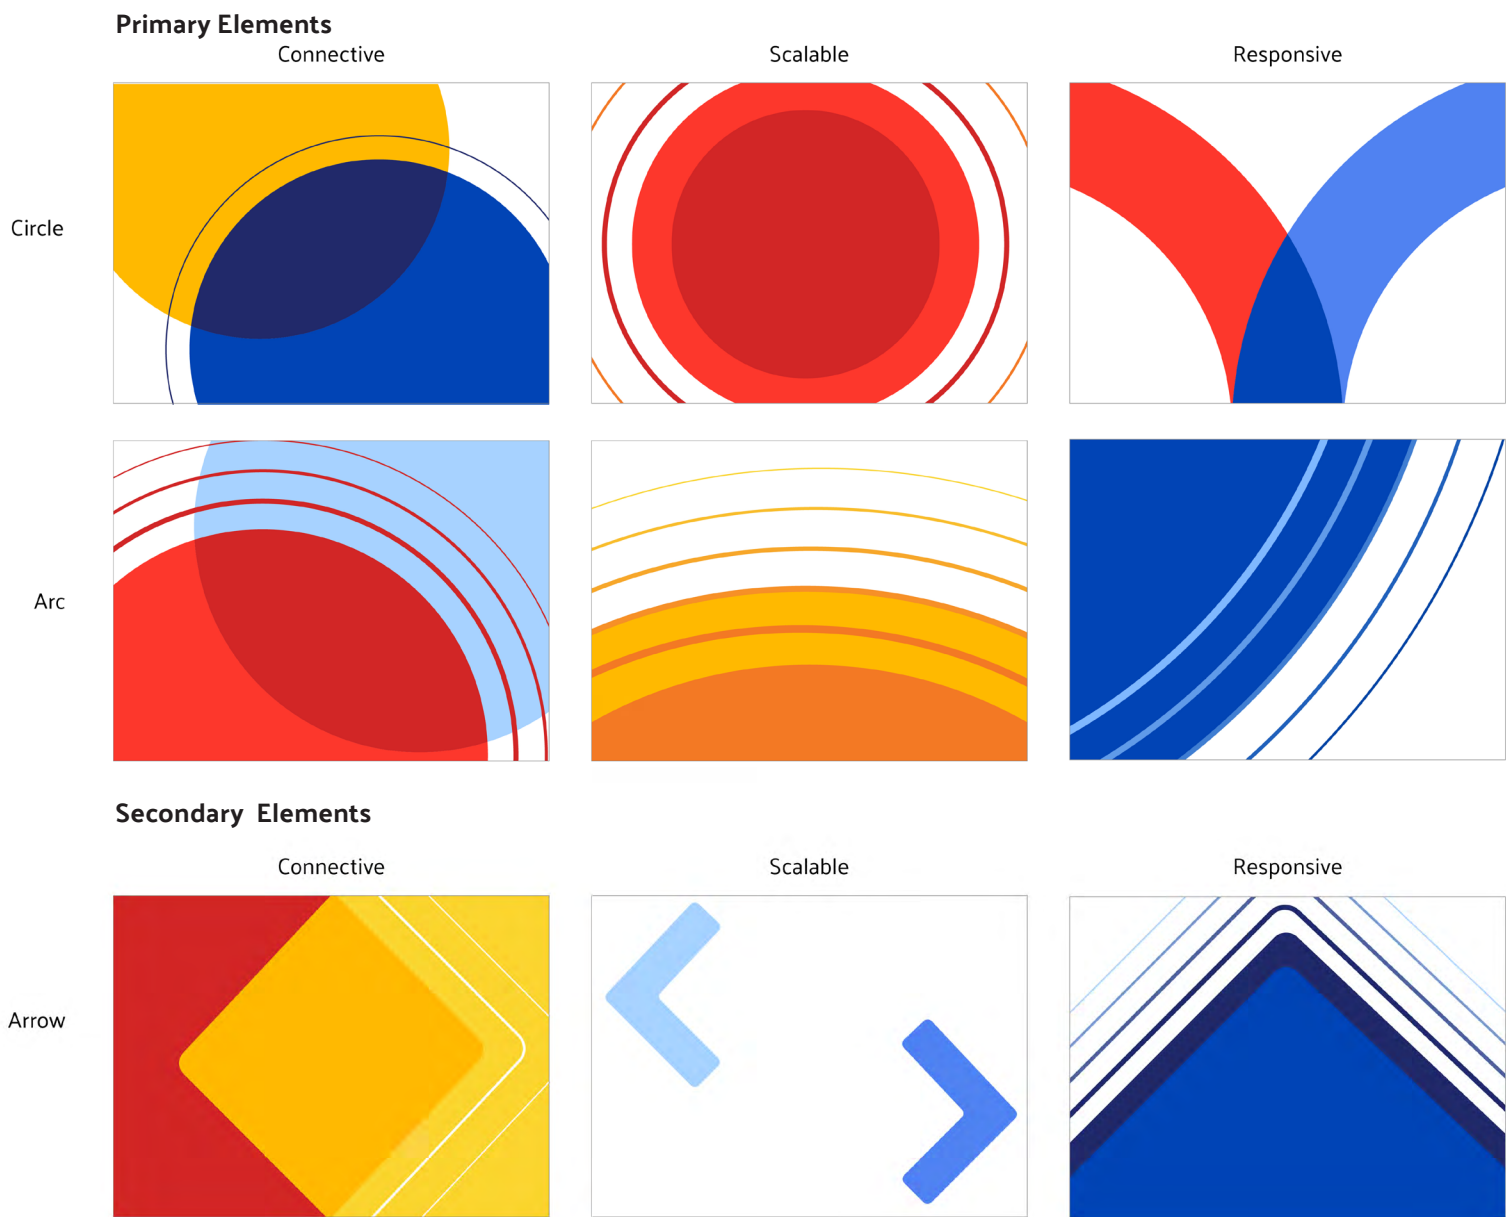 Primary Elements
Connective Scalable Responsive
Circle
Arc
Secondary Elements
Connective Scalable Responsive
Arrow